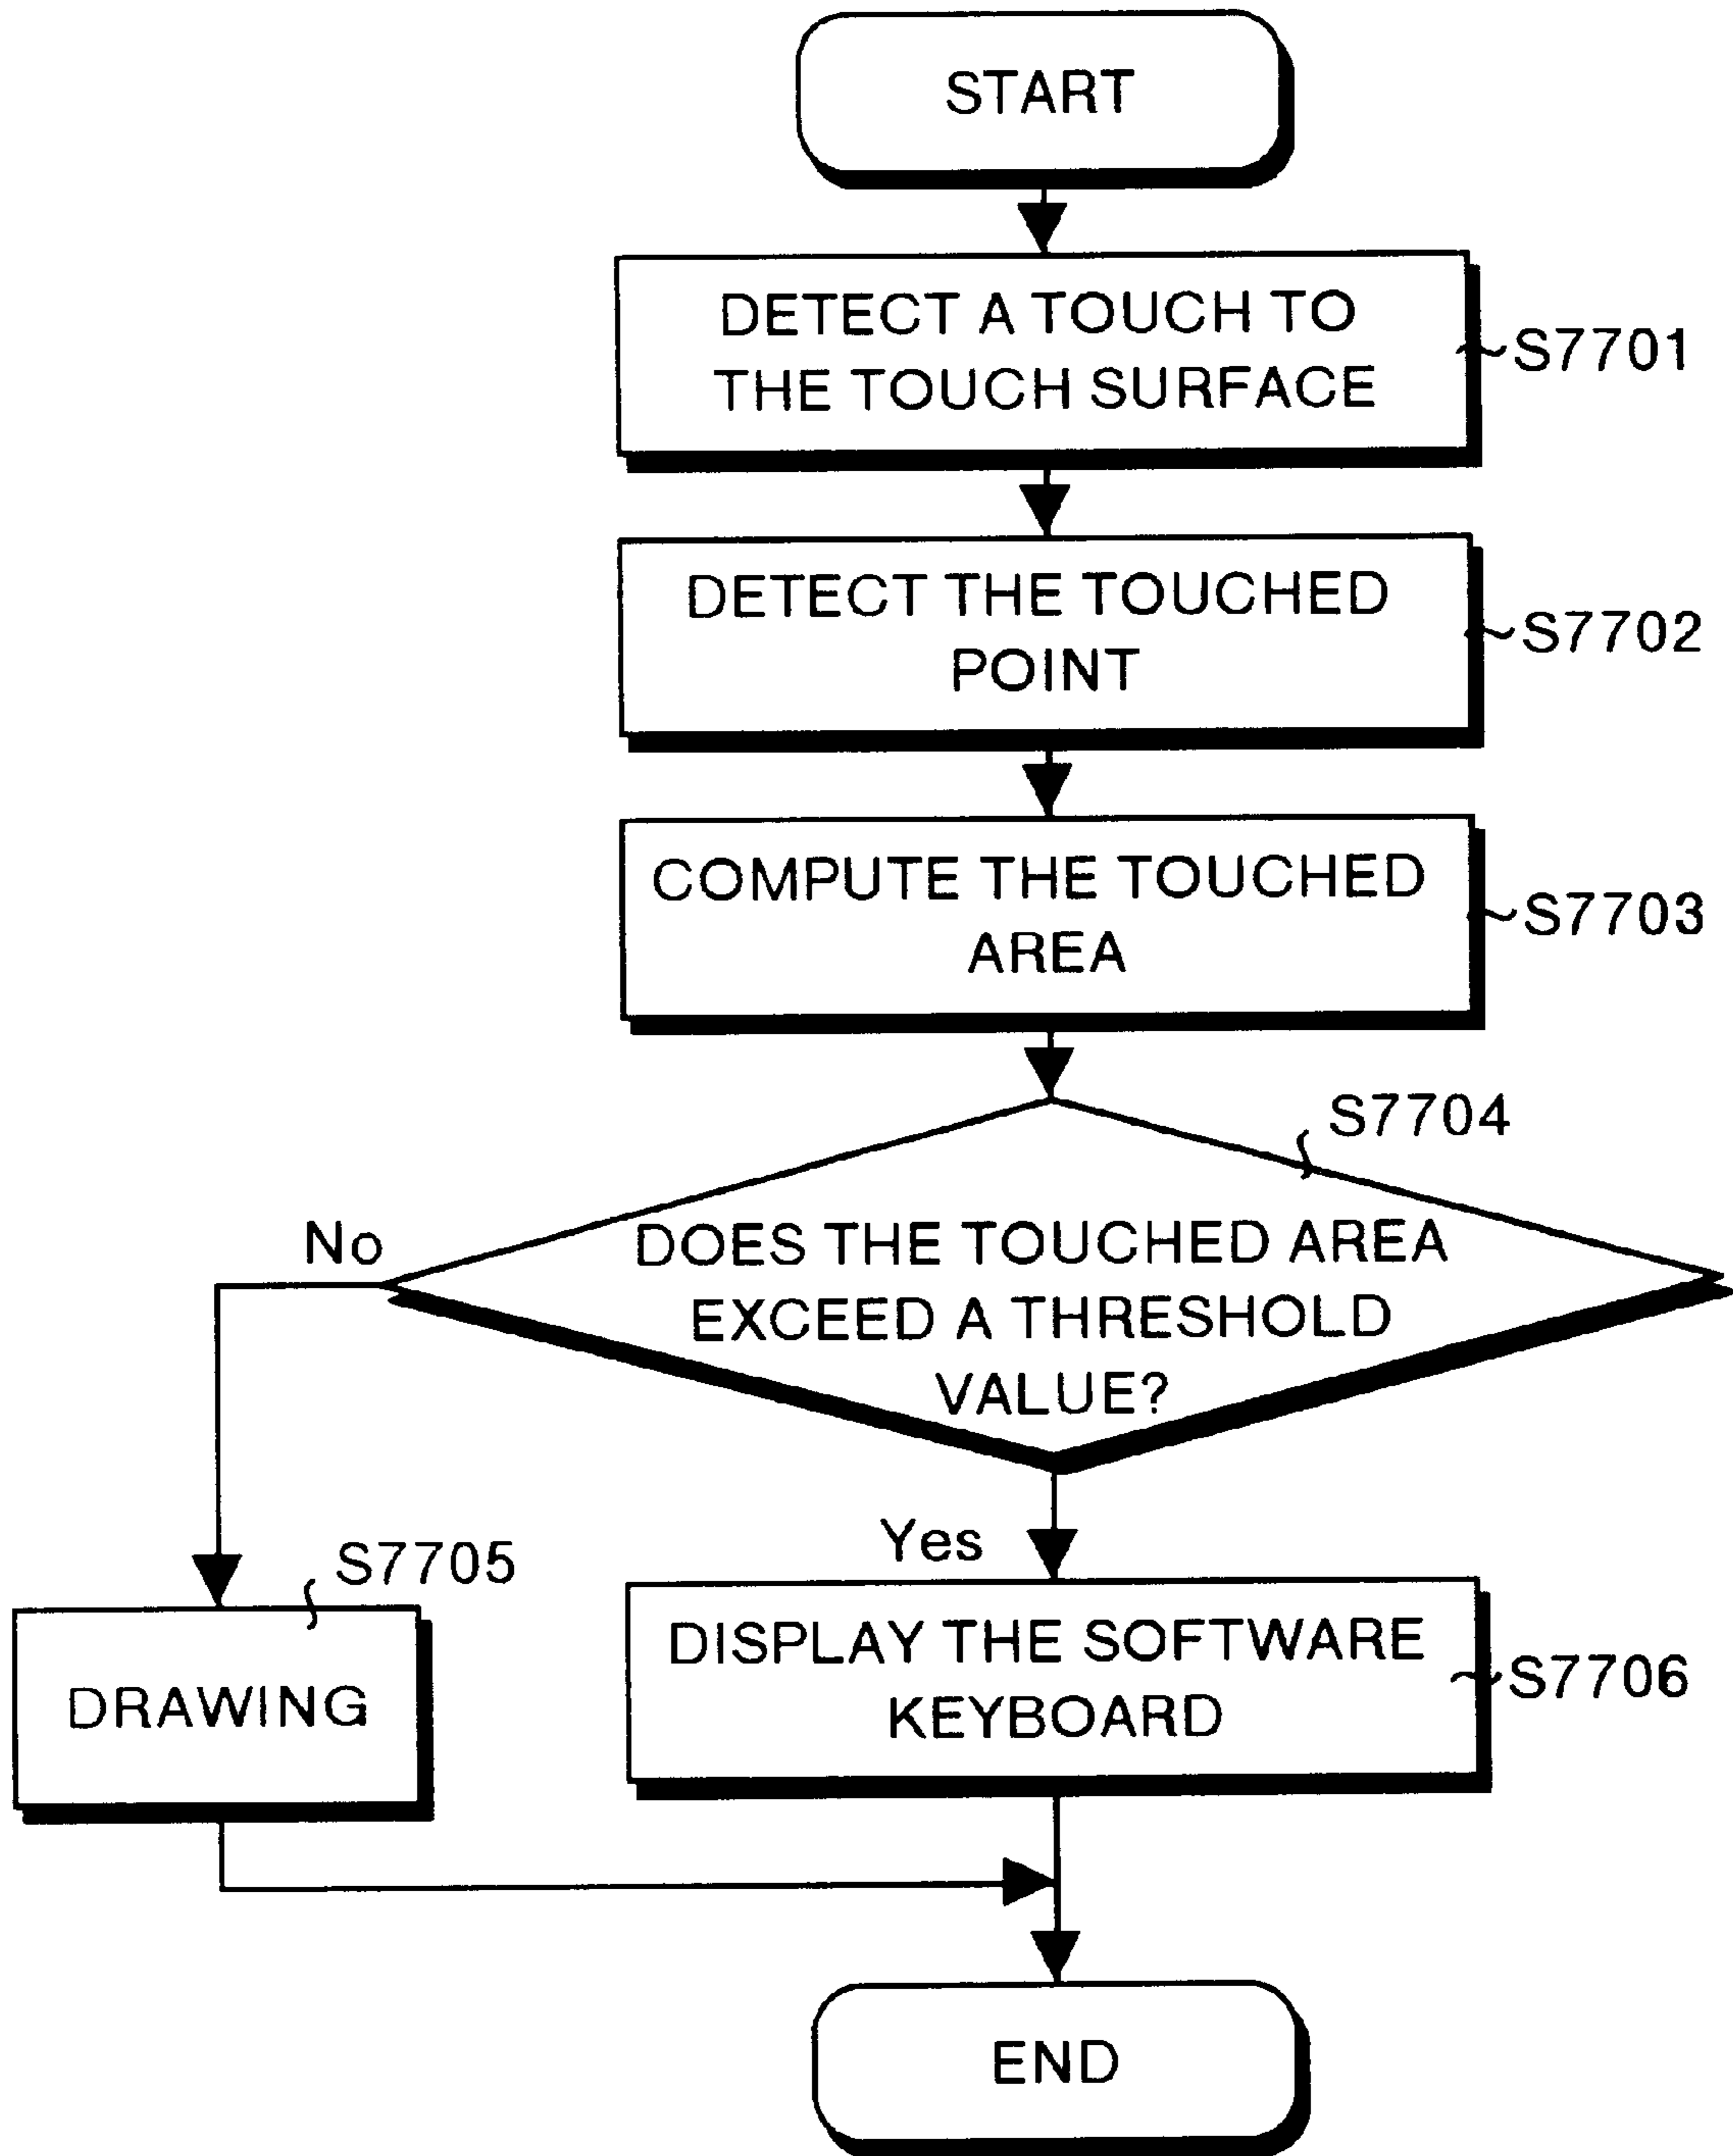 START
DETECT A TOUCH TO
THE TOUCH SURFACE
S7701
DETECT THE TOUCHED
POINT
S7702
COMPUTE THE TOUCHED
AREA
S7703
S7704
No
DOES THE TOUCHED AREA
EXCEED A THRESHOLD
VALUE?
Yes
S7705
DRAWING
DISPLAY THE SOFTWARE
KEYBOARD
S7706
END